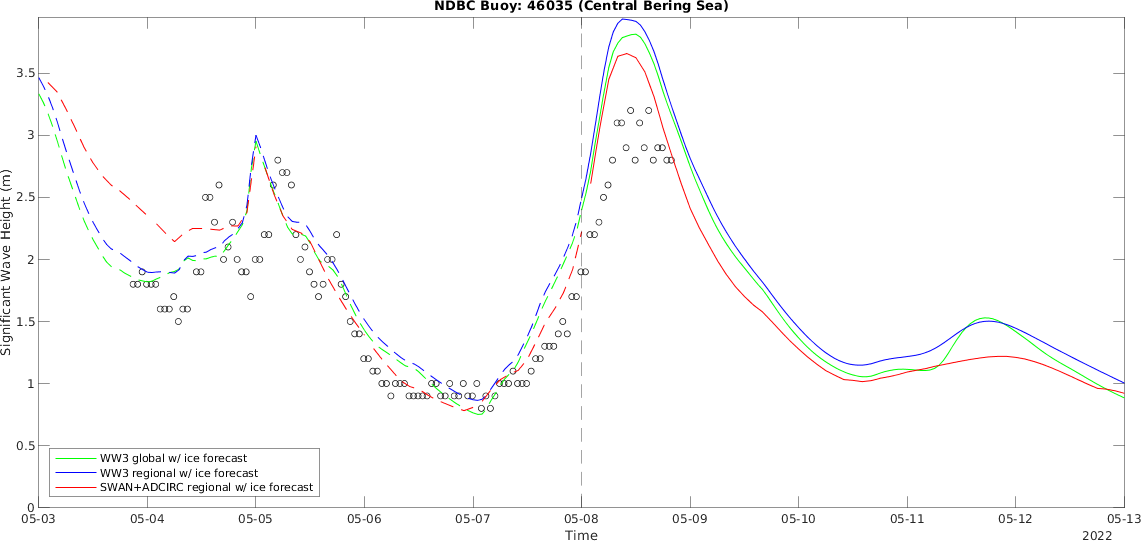 NDBC Buoy: 46035 (Central Bering Sea)
Significant Wave Height (m)
3.5
3
2.5
2
1.5
1
0.5
0
WW3 global w/ ice forecast
WW3 regional w/ ice forecast
SWAN+ADCIRC regional w/ ice forecast
05-03 05-04 05-05 05-06 05-07 05-08 05-09 05-10 05-11 05-12 05-13
Time
2022